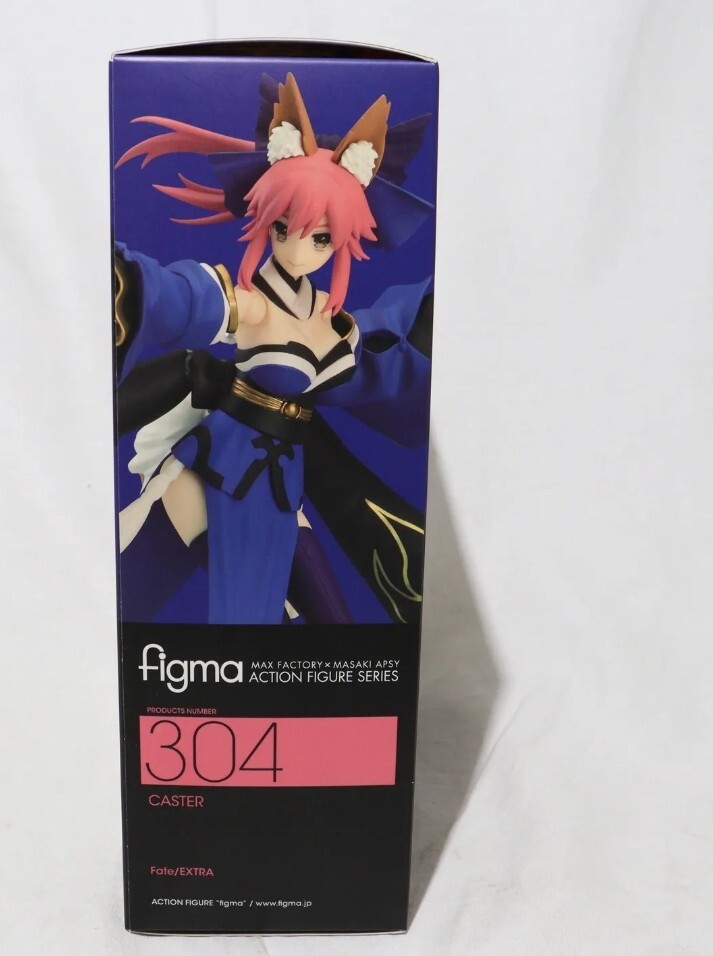 figma
MAX FACTORY × MASAKI APSY
ACTION FIGURE SERIES
PRODUCTS NUMBER
304
CASTER
Fate/EXTRA
ACTION FIGURE "figma" / www.figma.jp